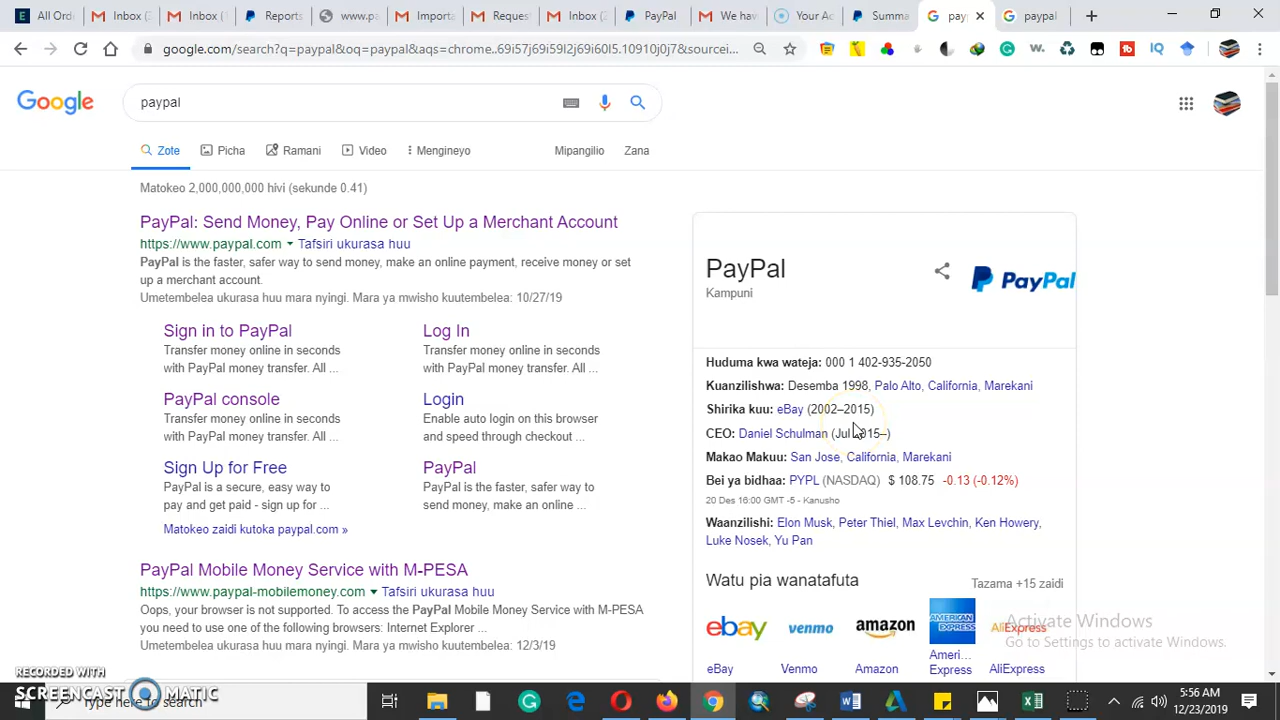 All Ord
Inbox (2
Inbox (1
Reports
www.pa
Importa
Reques
Inbox (2
PayPal
We hav
Your Ac
Summa
payp
paypal
google.com/search?q=paypal&oq=paypal&aqs=chrome..69i57j69i59l2j69i60l5.10910j0j7&sourcei...
Google
paypal
Zote Picha Ramani Video Mengineyo Mipangilio Zana
Matokeo 2,000,000,000 hivi (sekunde 0.41)
PayPal: Send Money, Pay Online or Set Up a Merchant Account
https://www.paypal.com Tafsiri ukurasa huu
PayPal is the faster, safer way to send money, make an online payment, receive money or set
up a merchant account.
Umetembelea ukurasa huu mara nyingi. Mara ya mwisho kuutembelea: 10/27/19
Sign in to PayPal
Transfer money online in seconds
with PayPal money transfer. All ...
Log In
Transfer money online in seconds
with PayPal money transfer. All ...
PayPal console
Transfer money online in seconds
with PayPal money transfer. All ...
Login
Enable auto login on this browser
and speed through checkout ...
Sign Up for Free
PayPal is a secure, easy way to
pay and get paid - sign up for ...
PayPal
PayPal is the faster, safer way to
send money, make an online ...
Matokeo zaidi kutoka paypal.com »
PayPal Mobile Money Service with M-PESA
https://www.paypal-mobilemoney.com Tafsiri ukurasa huu
Oops, your browser is not supported. To access the PayPal Mobile Money Service with M-PESA
you need to use one of the following browsers: Internet Explorer ...
Umetembelea ukurasa huu mara nyingi. Mara ya mwisho kuutembelea: 12/3/19
PayPal
Kampuni
PayPal
Huduma kwa wateja: 000 1 402-935-2050
Kuanzilishwa: Desemba 1998, Palo Alto, California, Marekani
Shirika kuu: eBay (2002–2015)
CEO: Daniel Schulman (Jul 2015–)
Makao Makuu: San Jose, California, Marekani
Bei ya bidhaa: PYPL (NASDAQ) $ 108.75 -0.13 (-0.12%)
20 Des 16:00 GMT -5 - Kanusho
Waanzilishi: Elon Musk, Peter Thiel, Max Levchin, Ken Howery,
Luke Nosek, Yu Pan
Watu pia wanatafuta Tazama +15 zaidi
ebay venmo amazon AMERICAN EXPRESS AliExpress
eBay
Venmo
Amazon
Ameri...
Express
AliExpress
Activate Windows
Go to Settings to activate Windows.
RECORDED WITH
SCREENCAST MATIC
Type here to search
5:56 AM
12/23/2019